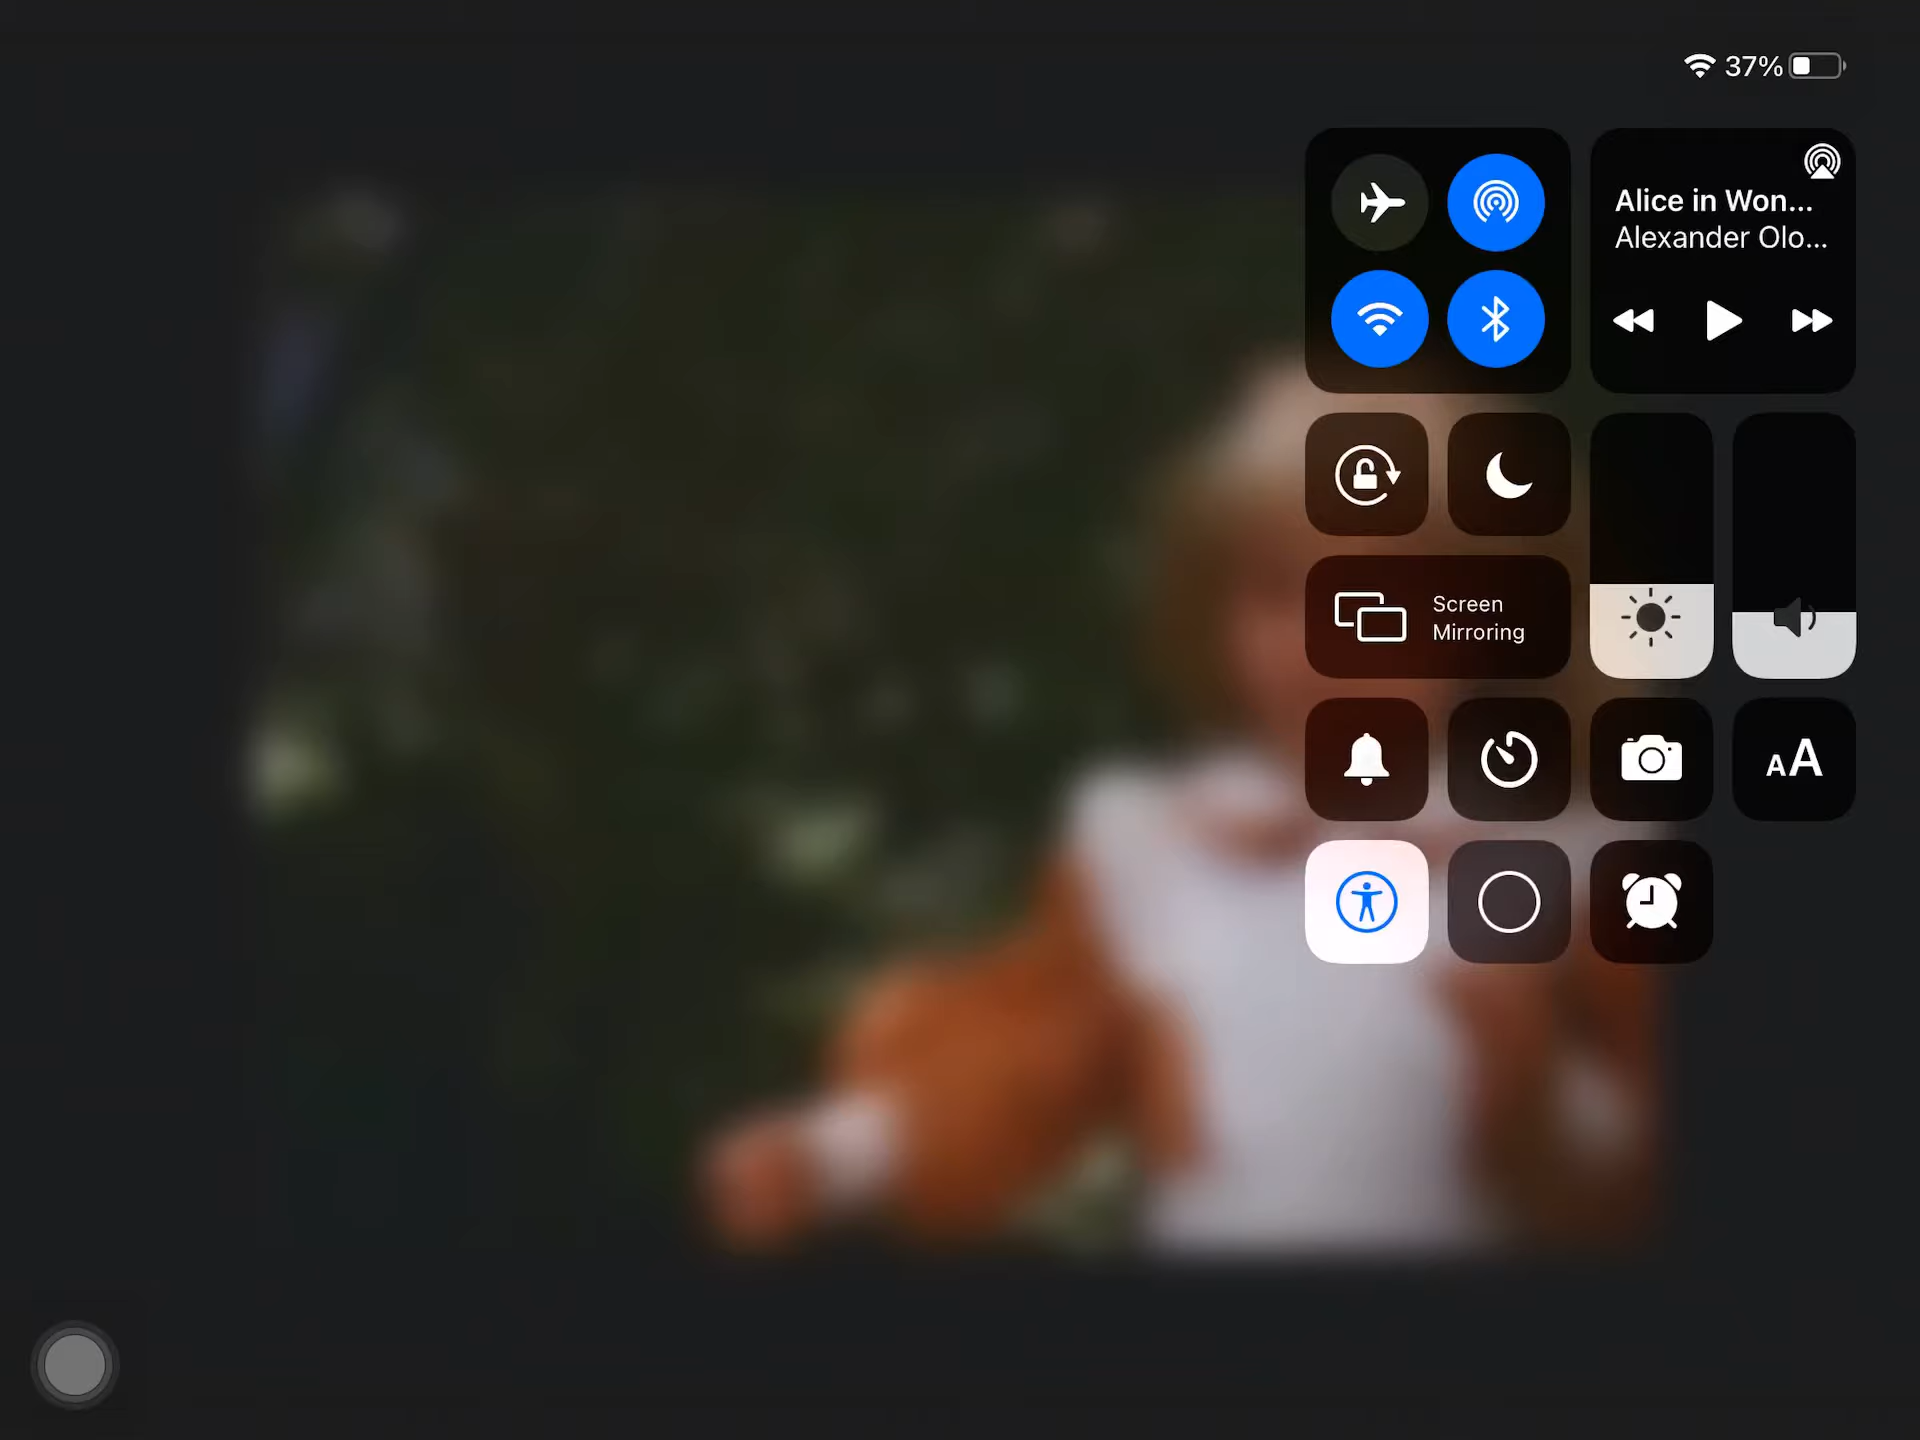 37%
Alice in Won...
Alexander Olo...
Screen
Mirroring
AA